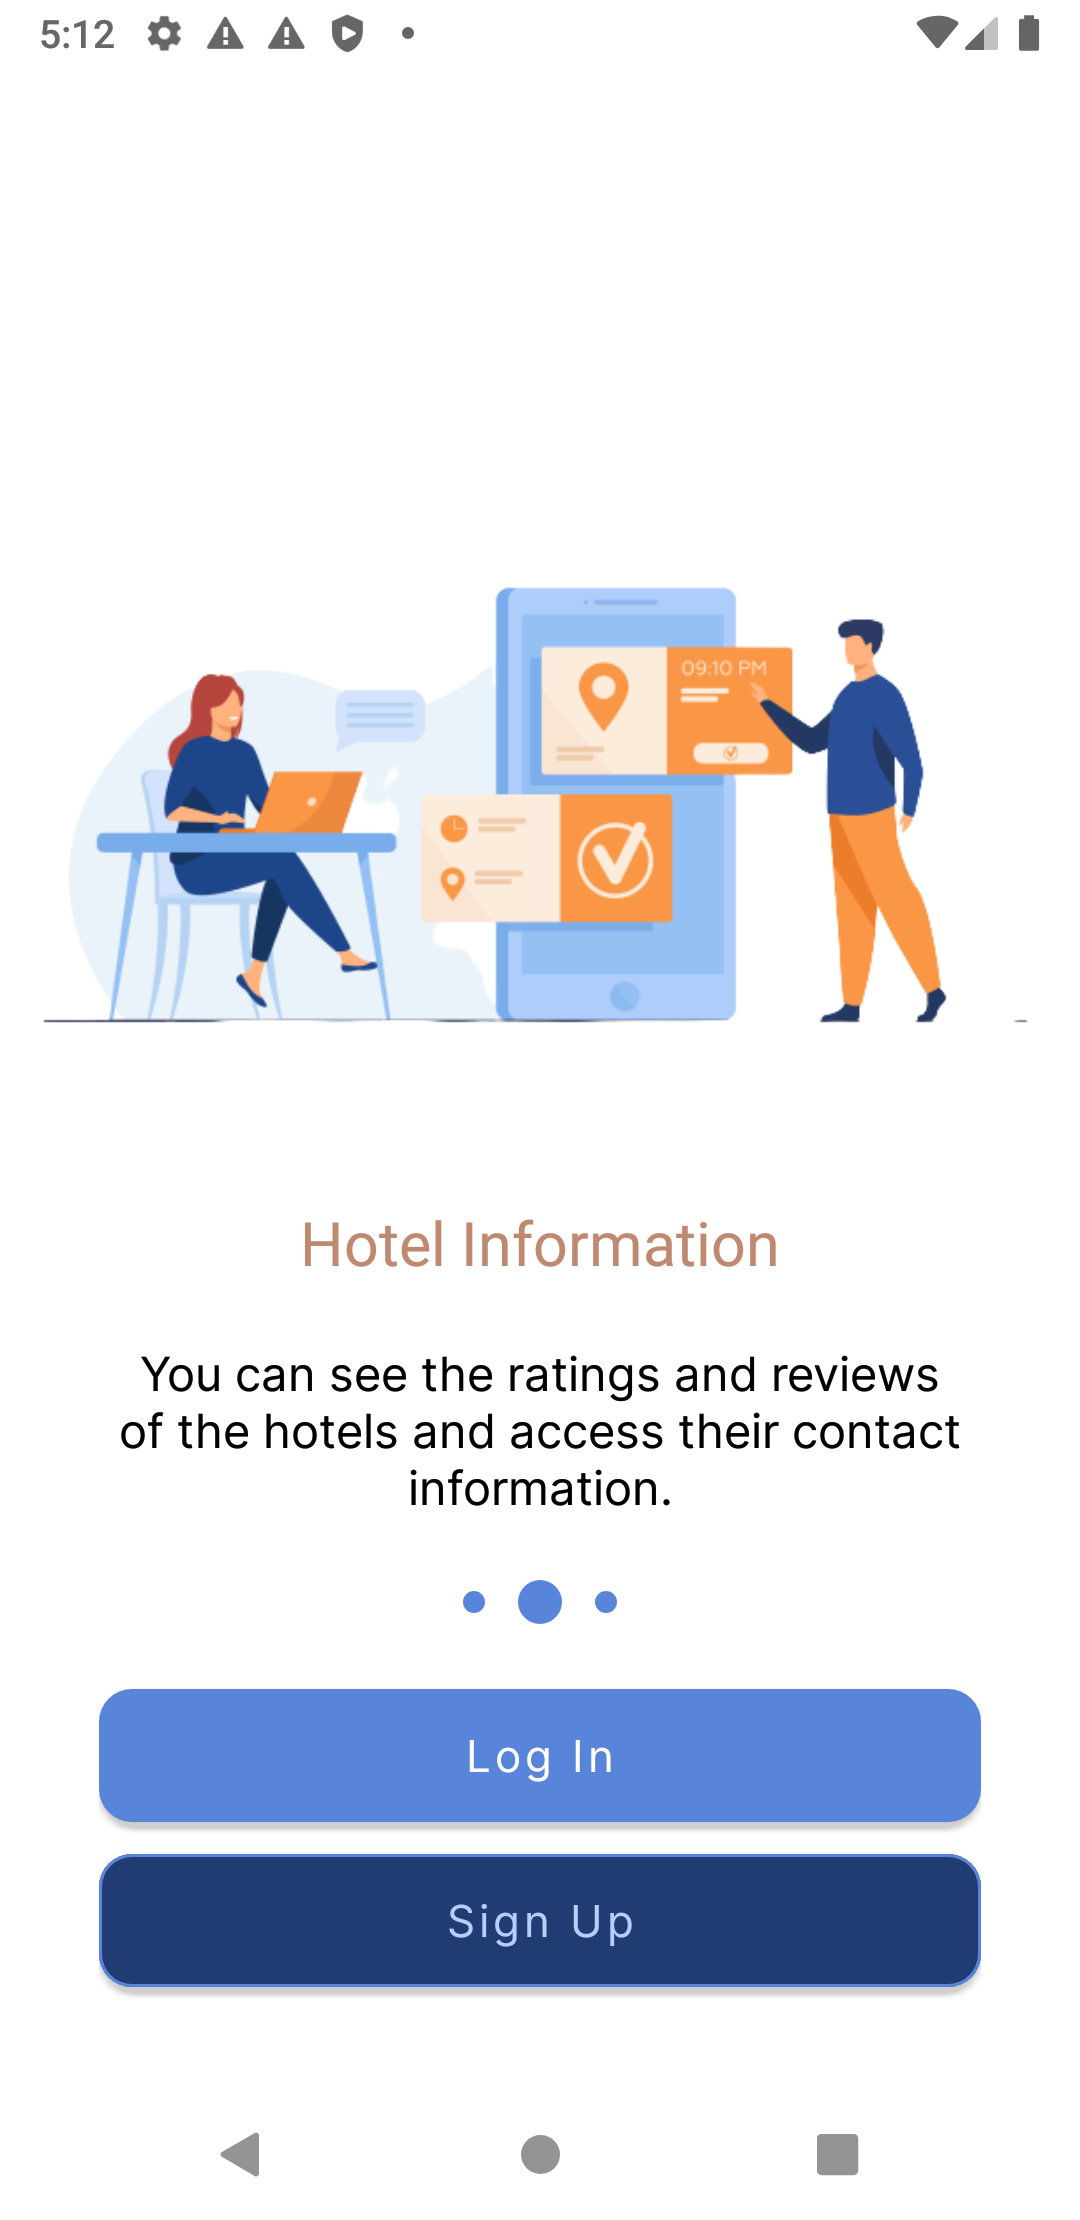 5:12
09:10 PM
Hotel Information
You can see the ratings and reviews
of the hotels and access their contact
information.
Log In
Sign Up